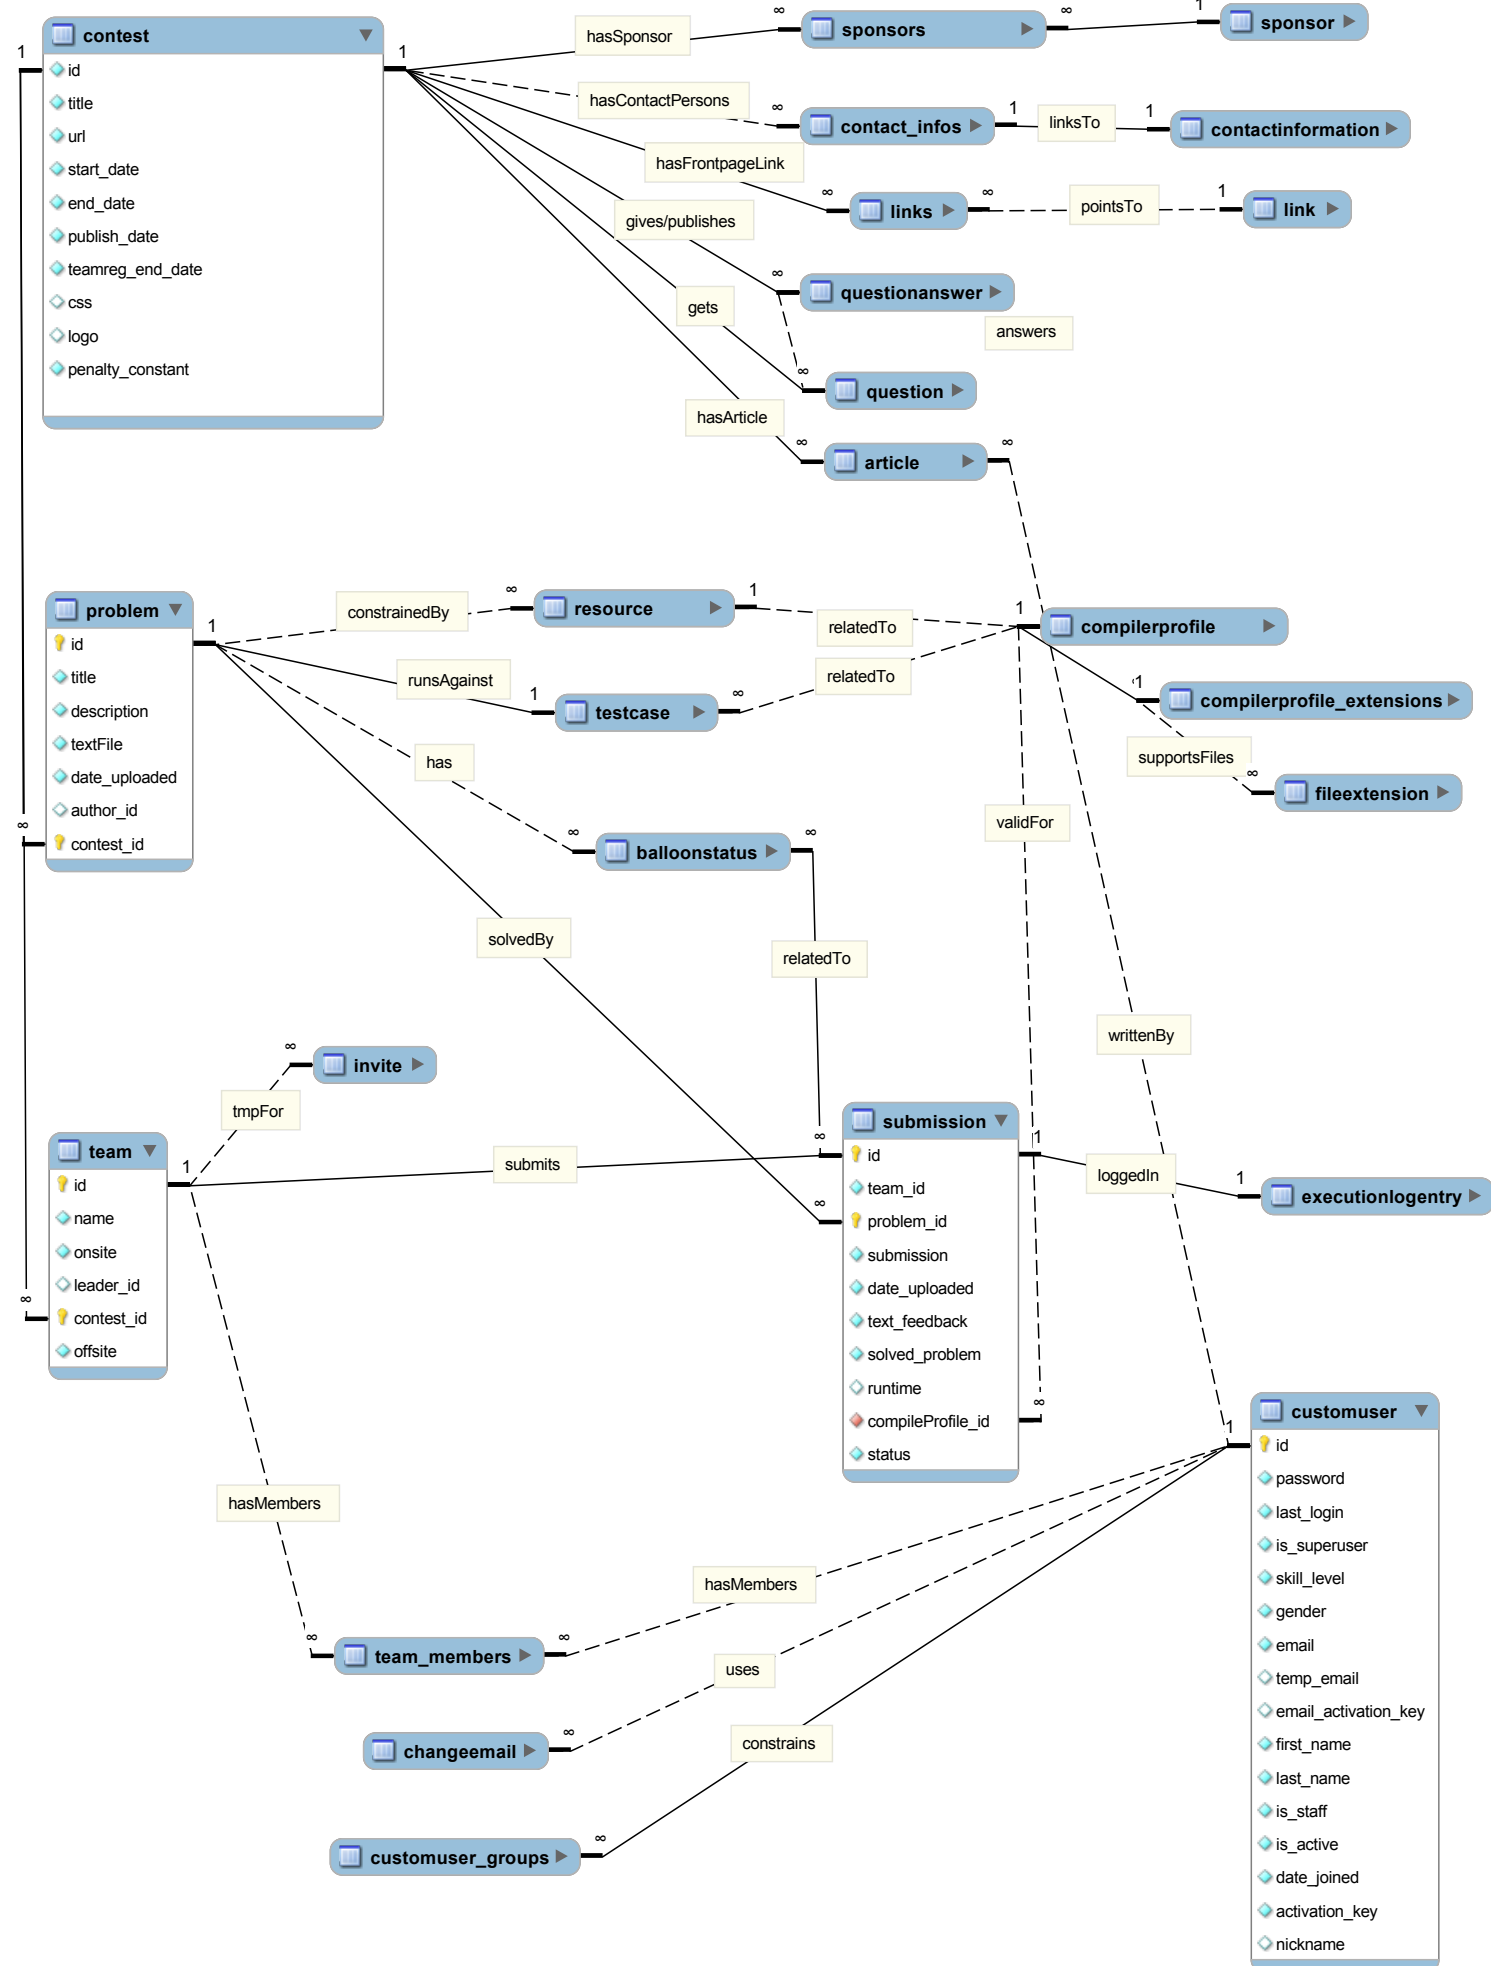 contest
id
title
url
start_date
end_date
publish_date
teamreg_end_date
css
logo
penalty_constant
1
1
hasSponsor
∞
sponsors
∞
1
sponsor
hasContactPersons
∞
contact_infos
1
linksTo
1
contactinformation
hasFrontpageLink
∞
links
∞
pointsTo
1
link
gives/publishes
∞
questionanswer
answers
gets
∞
question
hasArticle
∞
article
∞
problem
id
title
description
textFile
date_uploaded
author_id
contest_id
∞
1
constrainedBy
∞
resource
1
relatedTo
1
compilerprofile
runsAgainst
1
testcase
∞
relatedTo
1
compilerprofile_extensions
supportsFiles
∞
fileextension
has
∞
balloonstatus
∞
validFor
solvedBy
relatedTo
writtenBy
∞
invite
tmpFor
team
id
name
onsite
leader_id
contest_id
offsite
1
∞
submits
∞
∞
submission
id
team_id
problem_id
submission
date_uploaded
text_feedback
solved_problem
runtime
compileProfile_id
status
1
∞
loggedIn
1
executionlogentry
hasMembers
∞
team_members
∞
hasMembers
changeemail
∞
uses
customuser_groups
∞
constrains
1
customuser
id
password
last_login
is_superuser
skill_level
gender
email
temp_email
email_activation_key
first_name
last_name
is_staff
is_active
date_joined
activation_key
nickname